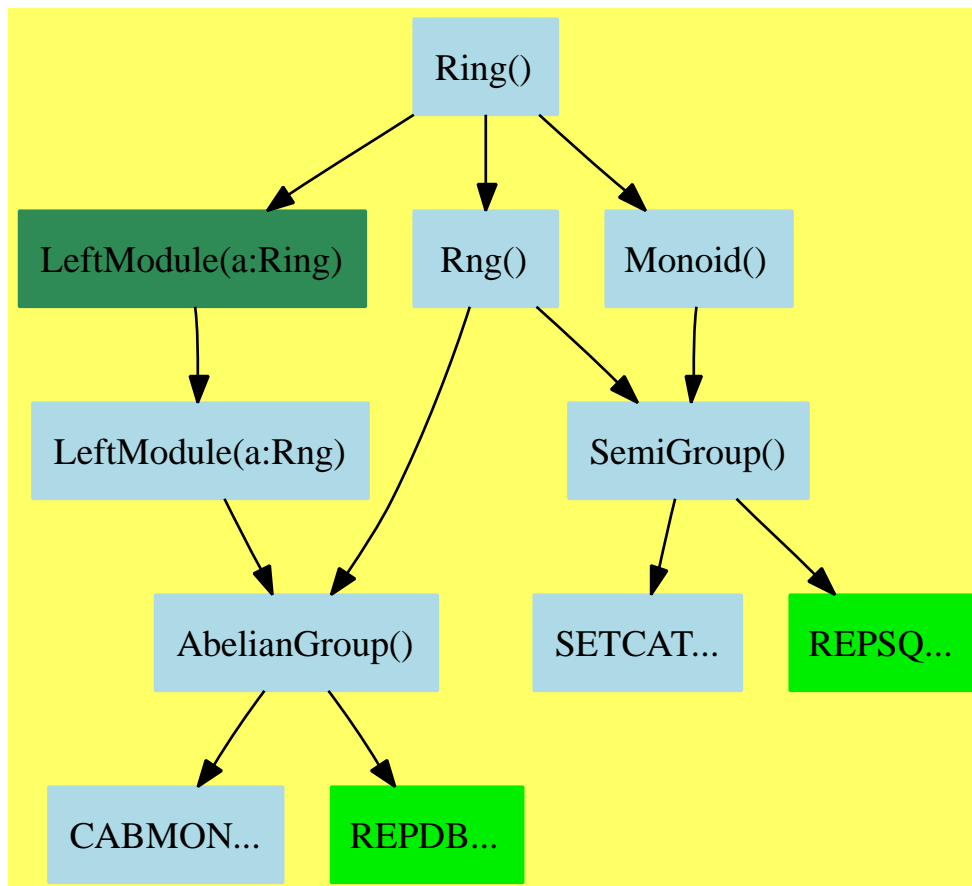 Ring()
LeftModule(a:Ring)
Rng()
Monoid()
LeftModule(a:Rng)
SemiGroup()
AbelianGroup()
SETCAT...
REPSQ...
CABMON...
REPDB...